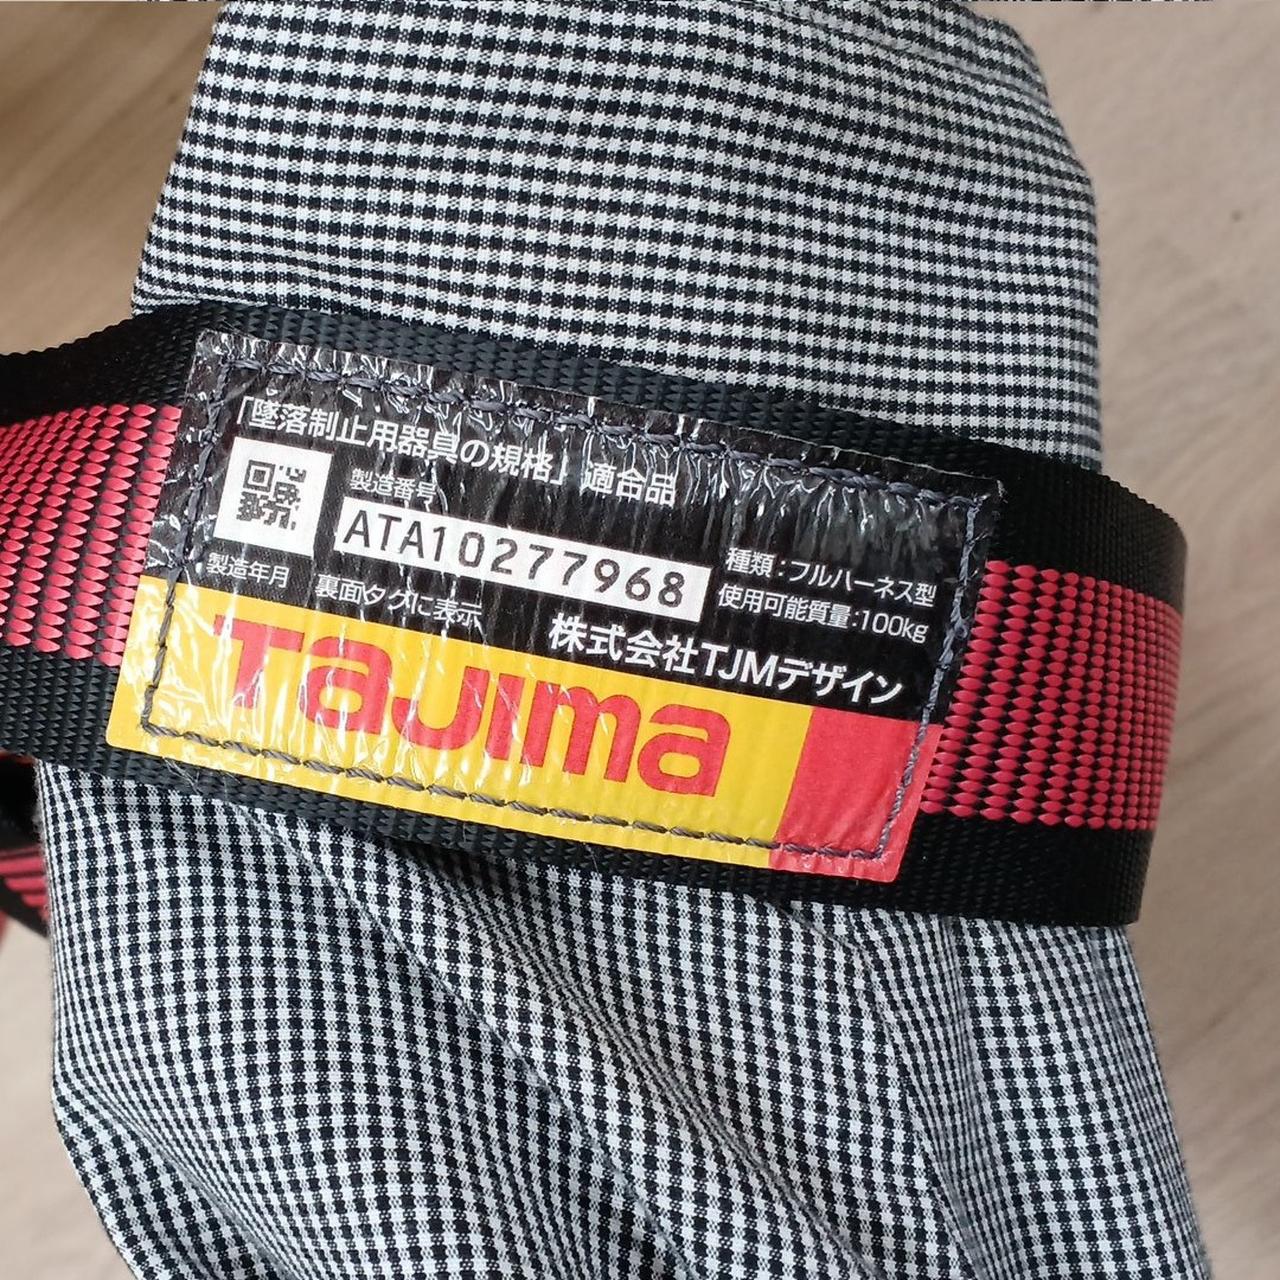 「墜落制止用器具の規格」適合品
製造番号
ATA10277968
製造年月 裏面タグに表示
種類:フルハーネス型
使用可能質量:100kg
株式会社TJMデザイン
TaJIma